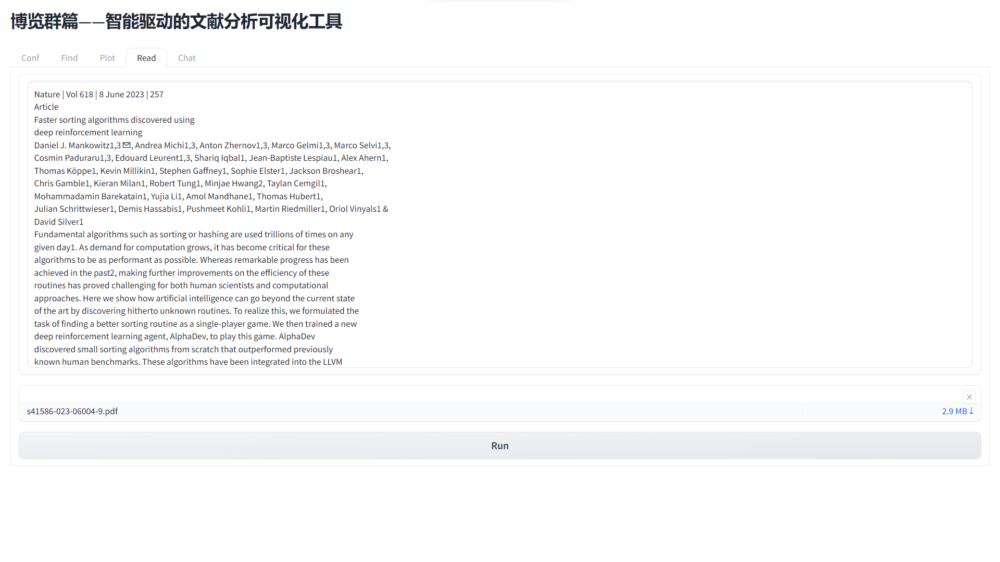 博览群篇——智能驱动的文献分析可视化工具
Conf Find Plot Read Chat
Nature | Vol 618 | 8 June 2023 | 257
Article
Faster sorting algorithms discovered using
deep reinforcement learning
Daniel J. Mankowitz1,3 ✉, Andrea Michi1,3, Anton Zhernov1,3, Marco Gelmi1,3, Marco Selvi1,3,
Cosmin Paduraru1,3, Edouard Leurent1,3, Shariq Iqbal1, Jean-Baptiste Lespiau1, Alex Ahern1,
Thomas Köppe1, Kevin Millikin1, Stephen Gaffney1, Sophie Elster1, Jackson Broshear1,
Chris Gamble1, Kieran Milan1, Robert Tung1, Minjae Hwang2, Taylan Cemgil1,
Mohammadamin Barekatain1, Yujia Li1, Amol Mandhane1, Thomas Hubert1,
Julian Schrittwieser1, Demis Hassabis1, Pushmeet Kohli1, Martin Riedmiller1, Oriol Vinyals1 &
David Silver1
Fundamental algorithms such as sorting or hashing are used trillions of times on any
given day1. As demand for computation grows, it has become critical for these
algorithms to be as performant as possible. Whereas remarkable progress has been
achieved in the past2, making further improvements on the efficiency of these
routines has proved challenging for both human scientists and computational
approaches. Here we show how artificial intelligence can go beyond the current state
of the art by discovering hitherto unknown routines. To realize this, we formulated the
task of finding a better sorting routine as a single-player game. We then trained a new
deep reinforcement learning agent, AlphaDev, to play this game. AlphaDev
discovered small sorting algorithms from scratch that outperformed previously
known human benchmarks. These algorithms have been integrated into the LLVM
s41586-023-06004-9.pdf 2.9 MB ⇣
Run